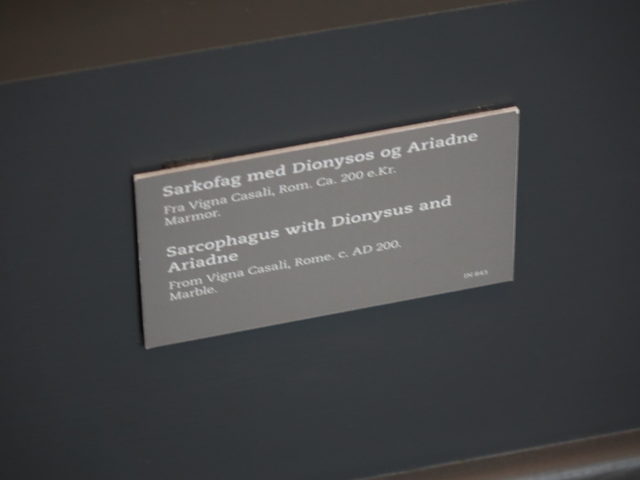 Sarkofag med Dionysos og Ariadne
Fra Vigna Casali, Rom. Ca. 200 e.Kr.
Marmor.
Sarcophagus with Dionysus and
Ariadne
From Vigna Casali, Rome. c. AD 200.
Marble.
IN 843